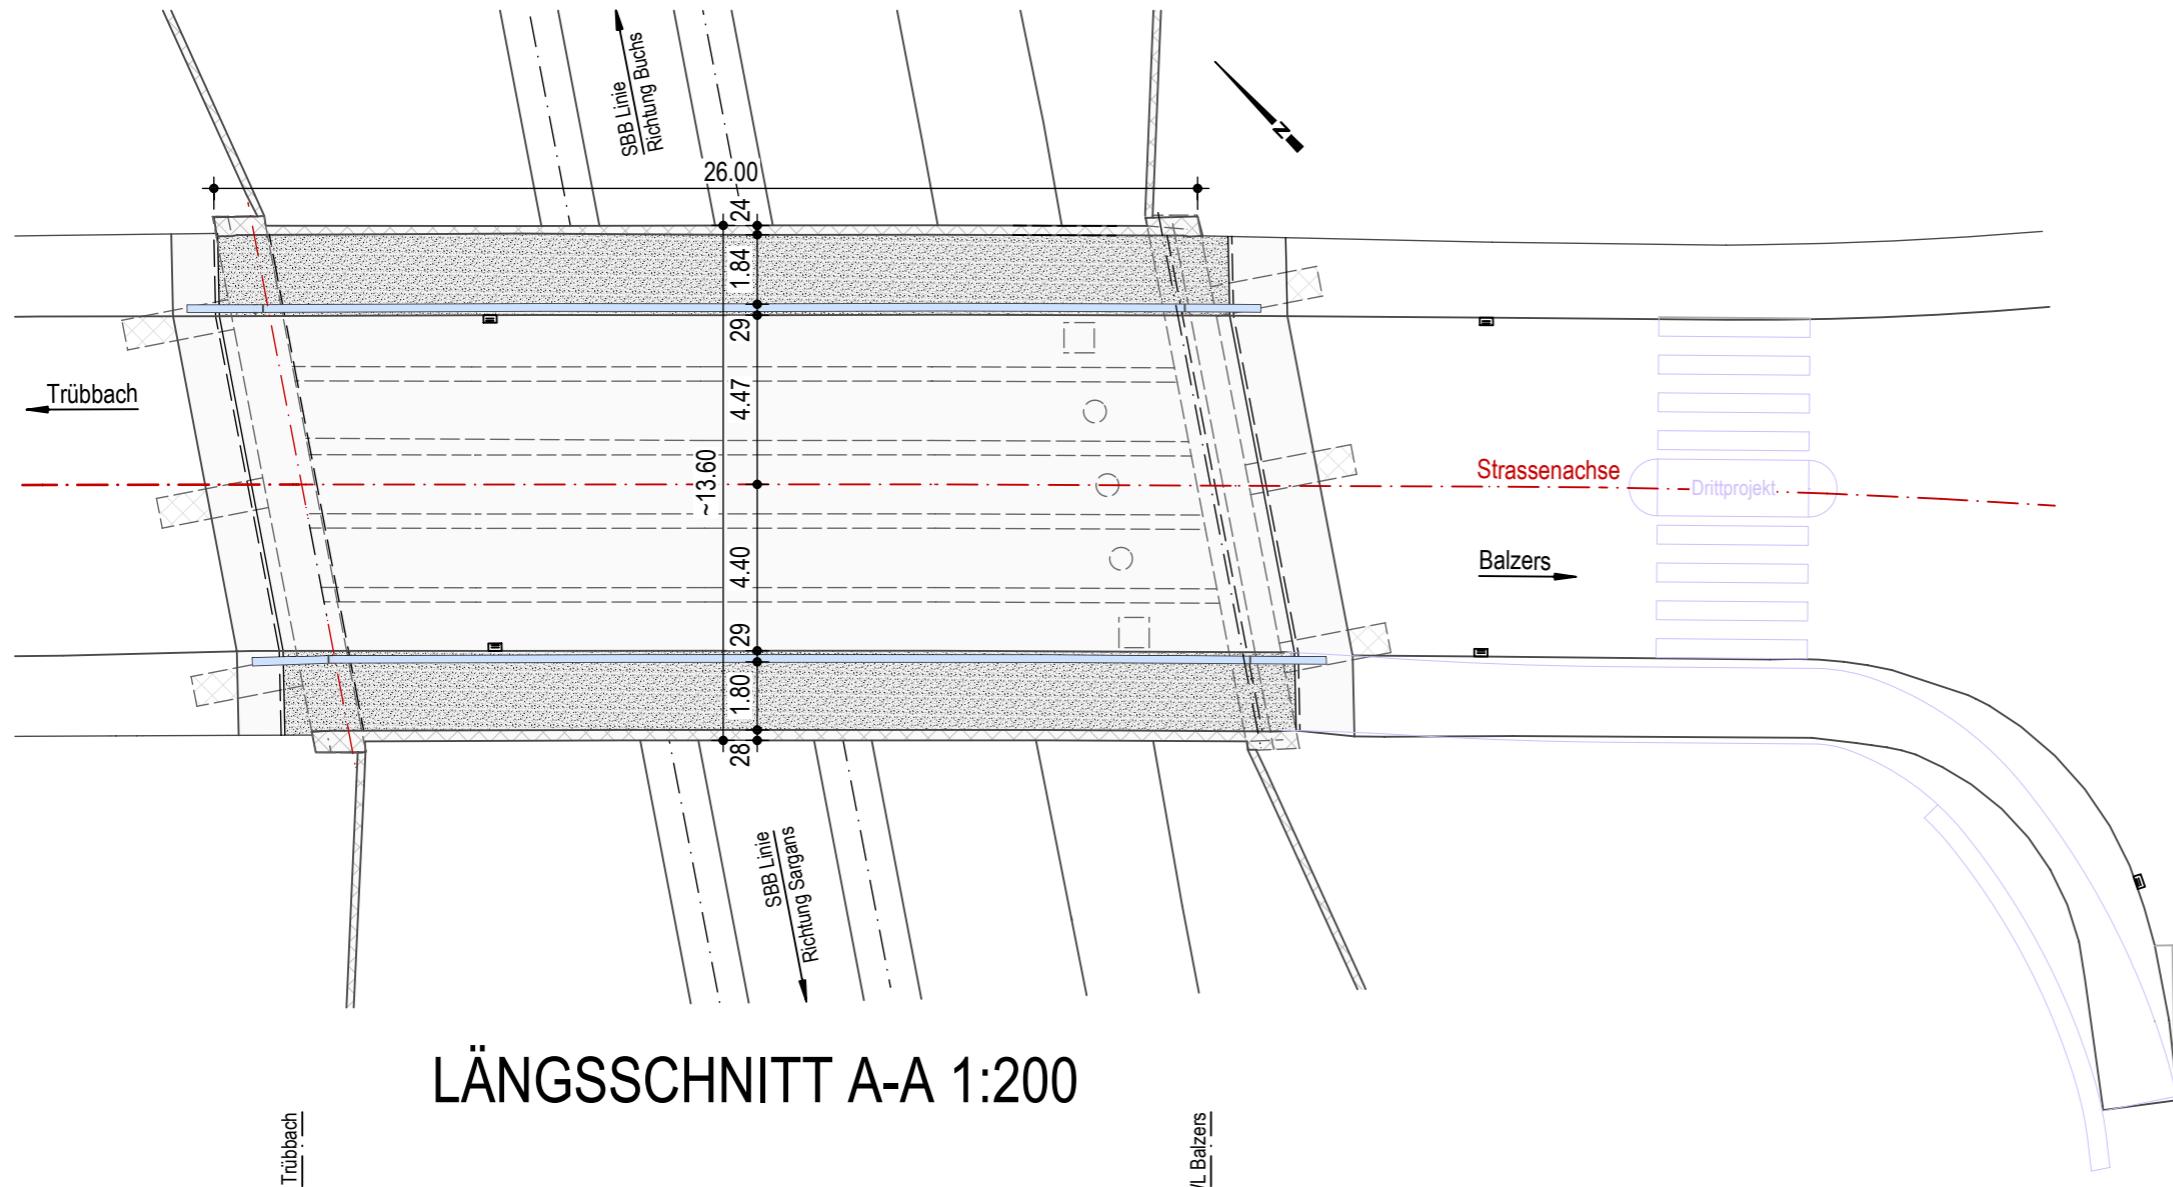 SBB Linie
Richtung Buchs
N
26.00
24
1.84
29
4.47
~13.60
4.40
29
1.80
28
Trübbach
Strassenachse
Drittprojekt
Balzers
SBB Linie
Richtung Sargans
LÄNGSSCHNITT A-A 1:200
Trübbach
Balzers